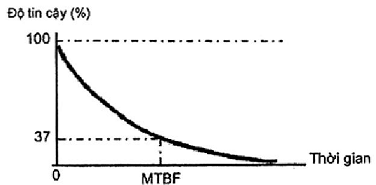 Độ tin cậy (%)
100
37
0
MTBF
Thời gian